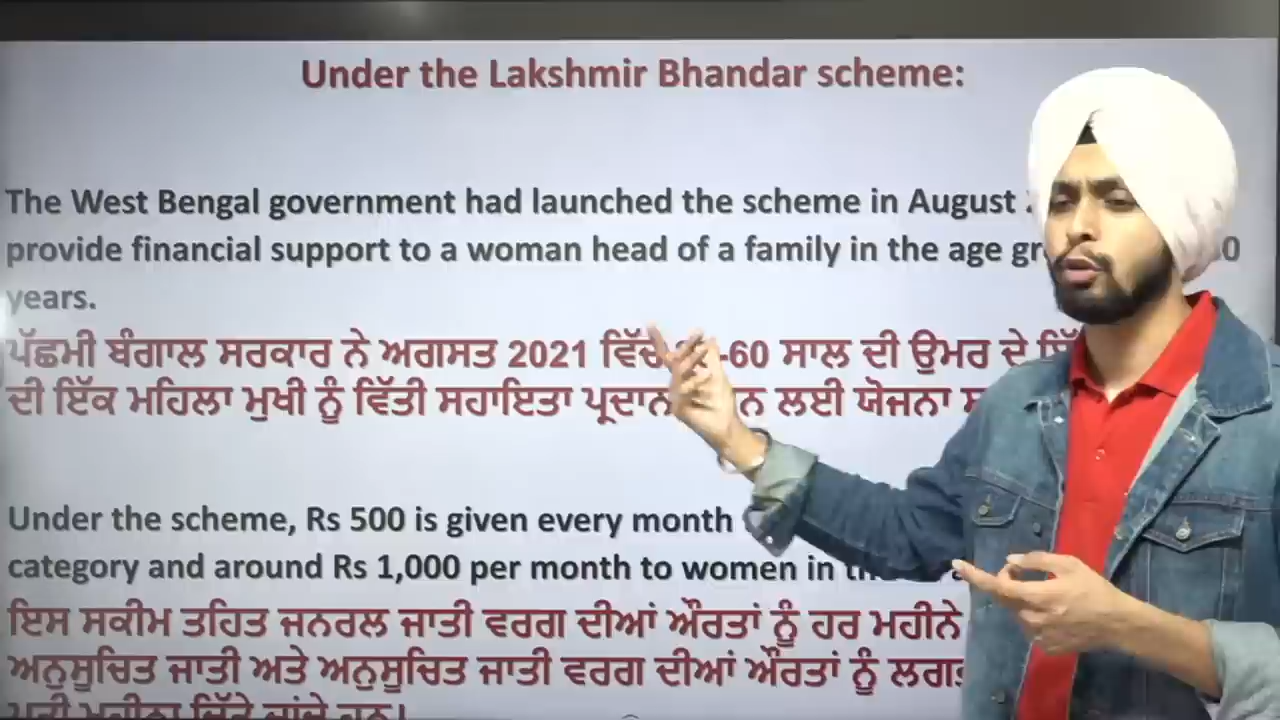 Under the Lakshmir Bhandar scheme:
The West Bengal government had launched the scheme in August
provide financial support to a woman head of a family in the age
years.
ਪੱਛਮੀ ਬੰਗਾਲ ਸਰਕਾਰ ਨੇ ਅਗਸਤ 2021 ਵਿੱਚ -60 ਸਾਲ ਦੀ ਉਮਰ ਦੇ
ਦੀ ਇੱਕ ਮਹਿਲਾ ਮੁਖੀ ਨੂੰ ਵਿੱਤੀ ਸਹਾਇਤਾ ਪ੍ਰਦਾਨ ਲਈ ਯੋਜਨਾ
Under the scheme, Rs 500 is given every month
category and around Rs 1,000 per month to women in
ਇਸ ਸਕੀਮ ਤਹਿਤ ਜਨਰਲ ਜਾਤੀ ਵਰਗ ਦੀਆਂ ਔਰਤਾਂ ਨੂੰ ਹਰ ਮਹੀਨੇ
ਅਨੁਸੂਚਿਤ ਜਾਤੀ ਅਤੇ ਅਨੁਸੂਚਿਤ ਜਾਤੀ ਵਰਗ ਦੀਆਂ ਔਰਤਾਂ ਨੂੰ